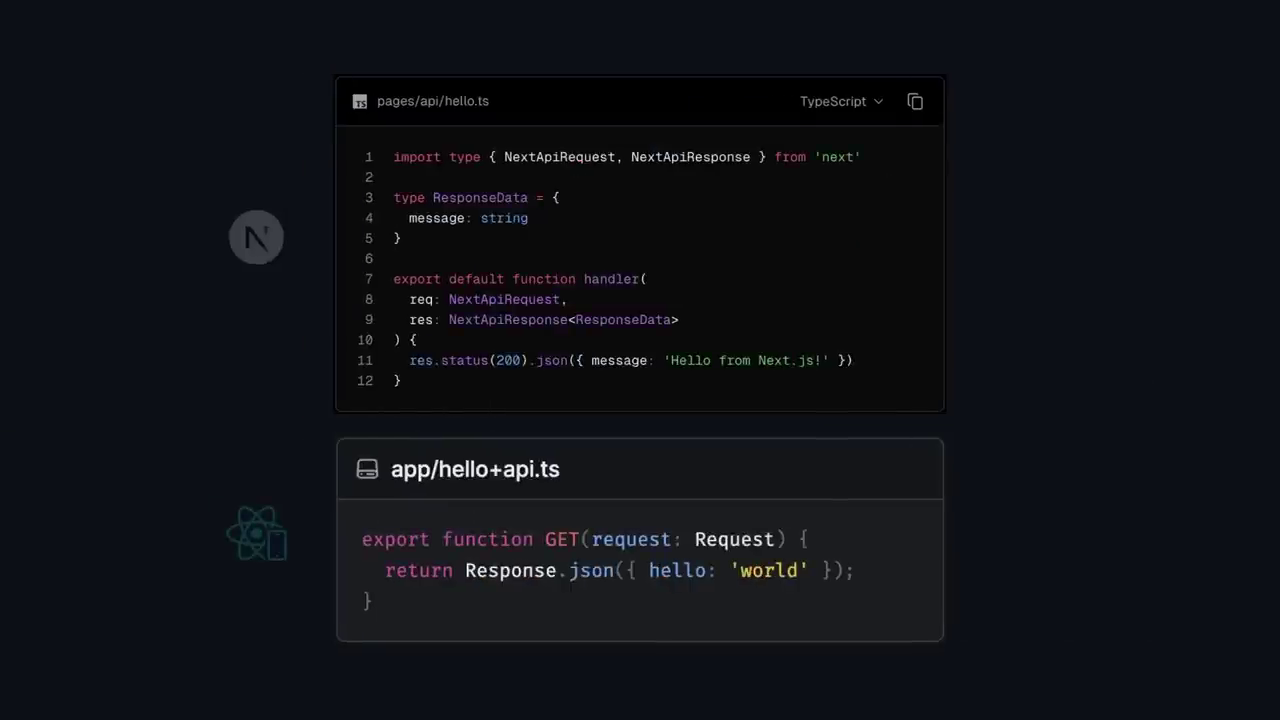 TS pages/api/hello.ts TypeScript
1 import type { NextApiRequest, NextApiResponse } from 'next'
2
3 type ResponseData = {
4   message: string
5 }
6
7 export default function handler(
8   req: NextApiRequest,
9   res: NextApiResponse<ResponseData>
10 ) {
11   res.status(200).json({ message: 'Hello from Next.js!' })
12 }
N
app/hello+api.ts
export function GET(request: Request) {
  return Response.json({ hello: 'world' });
}